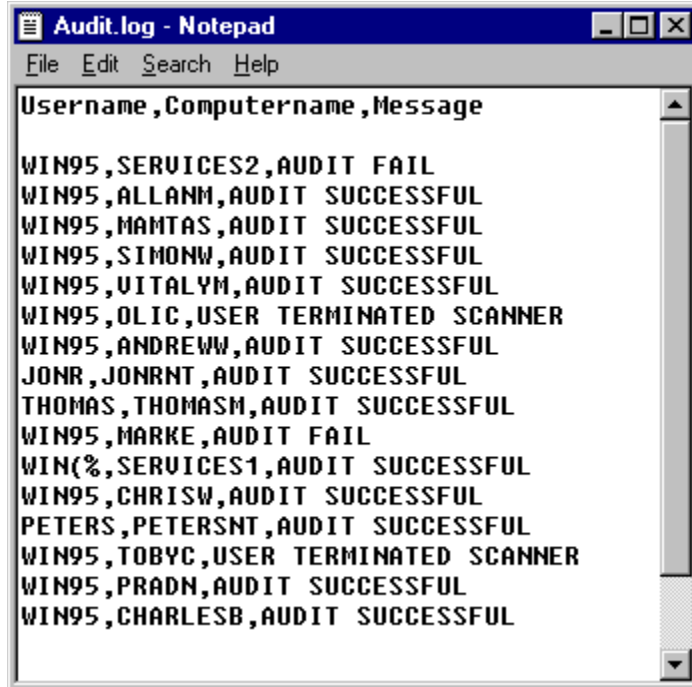 Audit.log - Notepad
File Edit Search Help
Username,Computername,Message
WIN95,SERVICES2,AUDIT FAIL
WIN95,ALLANM,AUDIT SUCCESSFUL
WIN95,MAMTAS,AUDIT SUCCESSFUL
WIN95,SIMONW,AUDIT SUCCESSFUL
WIN95,VITALYM,AUDIT SUCCESSFUL
WIN95,OLIC,USER TERMINATED SCANNER
WIN95,ANDREWW,AUDIT SUCCESSFUL
JONR,JONRNT,AUDIT SUCCESSFUL
THOMAS,THOMASM,AUDIT SUCCESSFUL
WIN95,MARKE,AUDIT FAIL
WIN(%,SERVICES1,AUDIT SUCCESSFUL
WIN95,CHRISW,AUDIT SUCCESSFUL
PETERS,PETERSNT,AUDIT SUCCESSFUL
WIN95,TOBYC,USER TERMINATED SCANNER
WIN95,PRADN,AUDIT SUCCESSFUL
WIN95,CHARLESB,AUDIT SUCCESSFUL